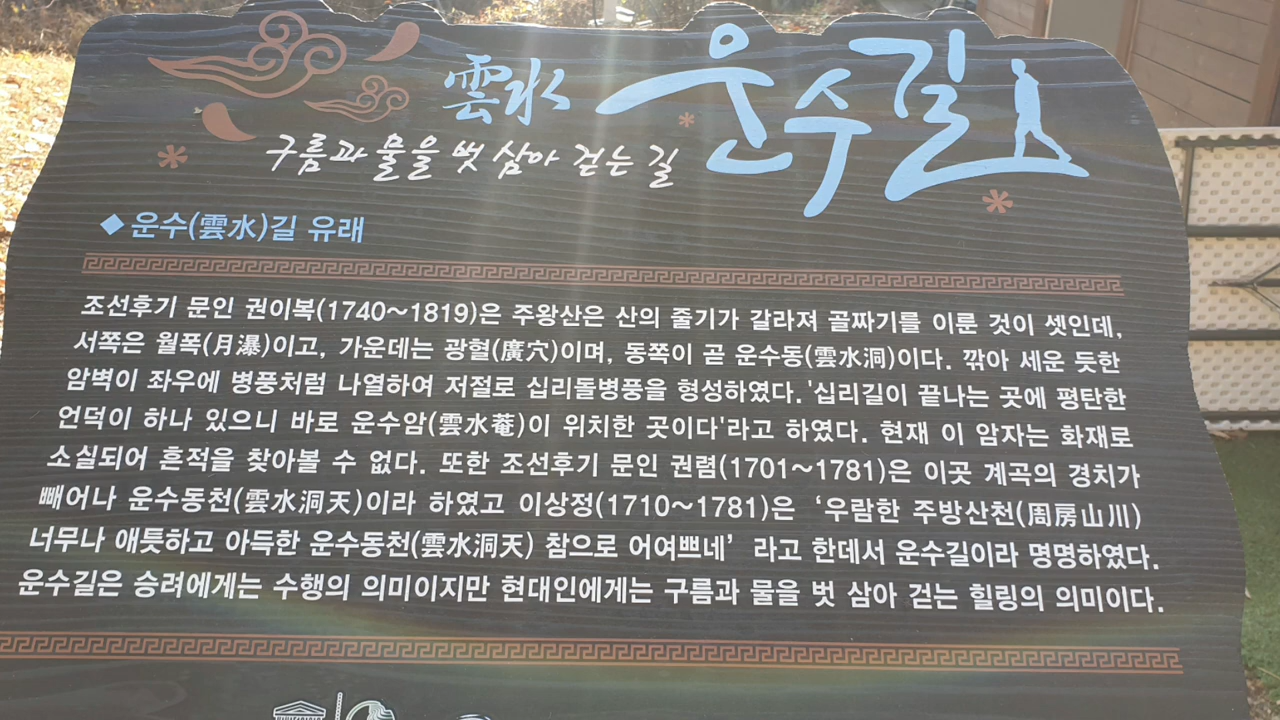 雲水 운수길
구름과 물을 벗 삼아 걷는 길
◆운수(雲水)길 유래
조선후기 문인 권이복(1740~1819)은 주왕산은 산의 줄기가 갈라져 골짜기를 이룬 것이 셋인데,
서쪽은 월폭(月瀑)이고, 가운데는 광혈(廣穴)이며, 동쪽이 곧 운수동(雲水洞)이다. 깎아 세운 듯한
암벽이 좌우에 병풍처럼 나열하여 저절로 십리돌병풍을 형성하였다. '십리길이 끝나는 곳에 평탄한
언덕이 하나 있으니 바로 운수암(雲水菴)이 위치한 곳이다'라고 하였다. 현재 이 암자는 화재로
소실되어 흔적을 찾아볼 수 없다. 또한 조선후기 문인 권렴(1701~1781)은 이곳 계곡의 경치가
빼어나 운수동천(雲水洞天)이라 하였고 이상정(1710~1781)은 ‘우람한 주방산천(周房山川)
너무나 애틋하고 아득한 운수동천(雲水洞天) 참으로 어여쁘네’라고 한데서 운수길이라 명명하였다.
운수길은 승려에게는 수행의 의미이지만 현대인에게는 구름과 물을 벗 삼아 걷는 힐링의 의미이다.